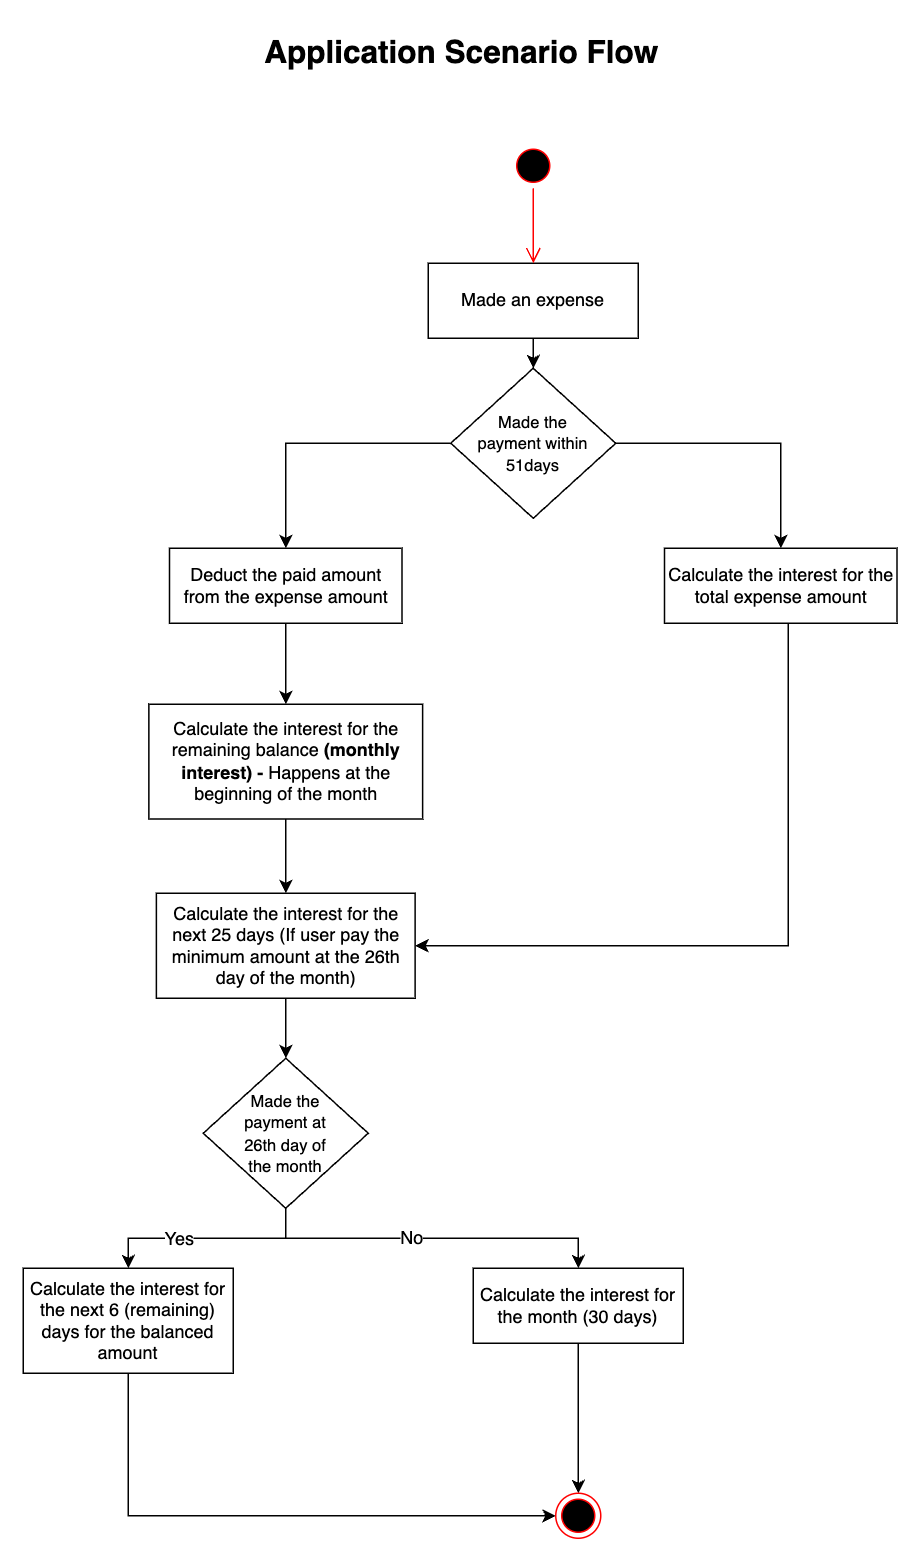 Application Scenario Flow
Made an expense
Made the
payment within
51days
Deduct the paid amount
from the expense amount
Calculate the interest for the
total expense amount
Calculate the interest for the
remaining balance (monthly
interest) - Happens at the
beginning of the month
Calculate the interest for the
next 25 days (If user pay the
minimum amount at the 26th
day of the month)
Made the
payment at
26th day of
the month
Yes
No
Calculate the interest for
the next 6 (remaining)
days for the balanced
amount
Calculate the interest for
the month (30 days)